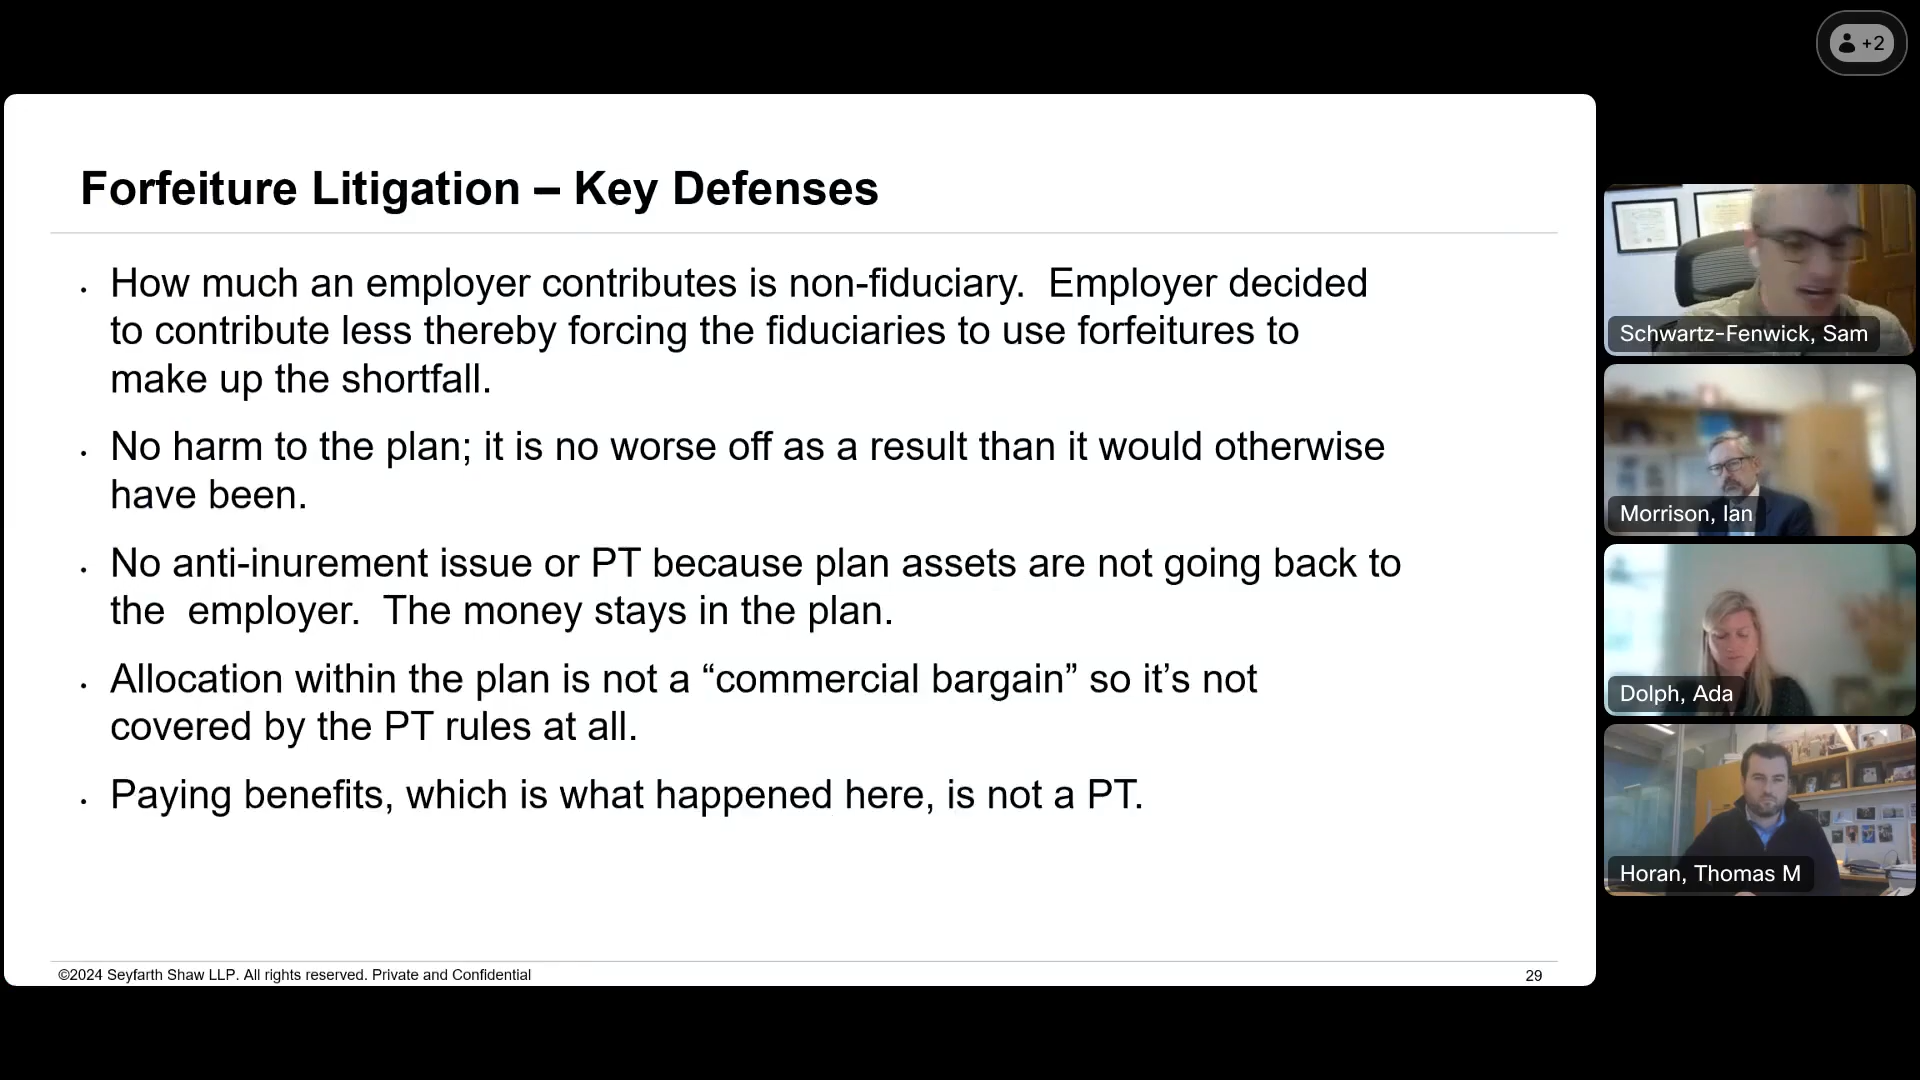 +2
Forfeiture Litigation – Key Defenses
• How much an employer contributes is non-fiduciary.  Employer decided
to contribute less thereby forcing the fiduciaries to use forfeitures to
make up the shortfall.
• No harm to the plan; it is no worse off as a result than it would otherwise
have been.
• No anti-inurement issue or PT because plan assets are not going back to
the  employer.  The money stays in the plan.
• Allocation within the plan is not a “commercial bargain” so it’s not
covered by the PT rules at all.
• Paying benefits, which is what happened here, is not a PT.
©2024 Seyfarth Shaw LLP. All rights reserved. Private and Confidential
29
Schwartz-Fenwick, Sam
Morrison, Ian
Dolph, Ada
Horan, Thomas M